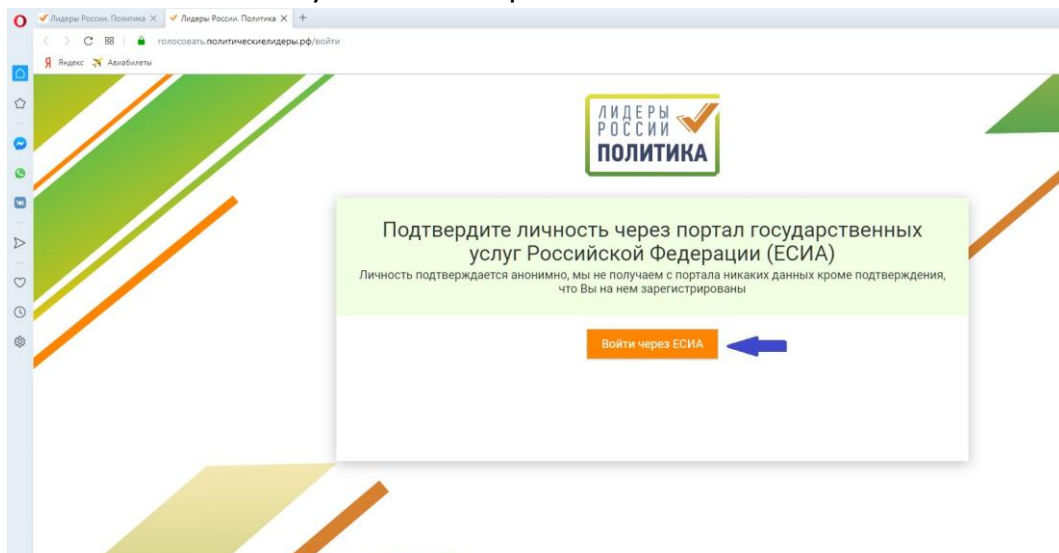 Лидеры России. Политика
Лидеры России. Политика
голосовать.политическиелидеры.рф/войти
Яндекс
Авиабилеты
ЛИДЕРЫ
РОССИИ
ПОЛИТИКА
Подтвердите личность через портал государственных
услуг Российской Федерации (ЕСИА)
Личность подтверждается анонимно, мы не получаем с портала никаких данных кроме подтверждения,
что Вы на нем зарегистрированы
Войти через ЕСИА